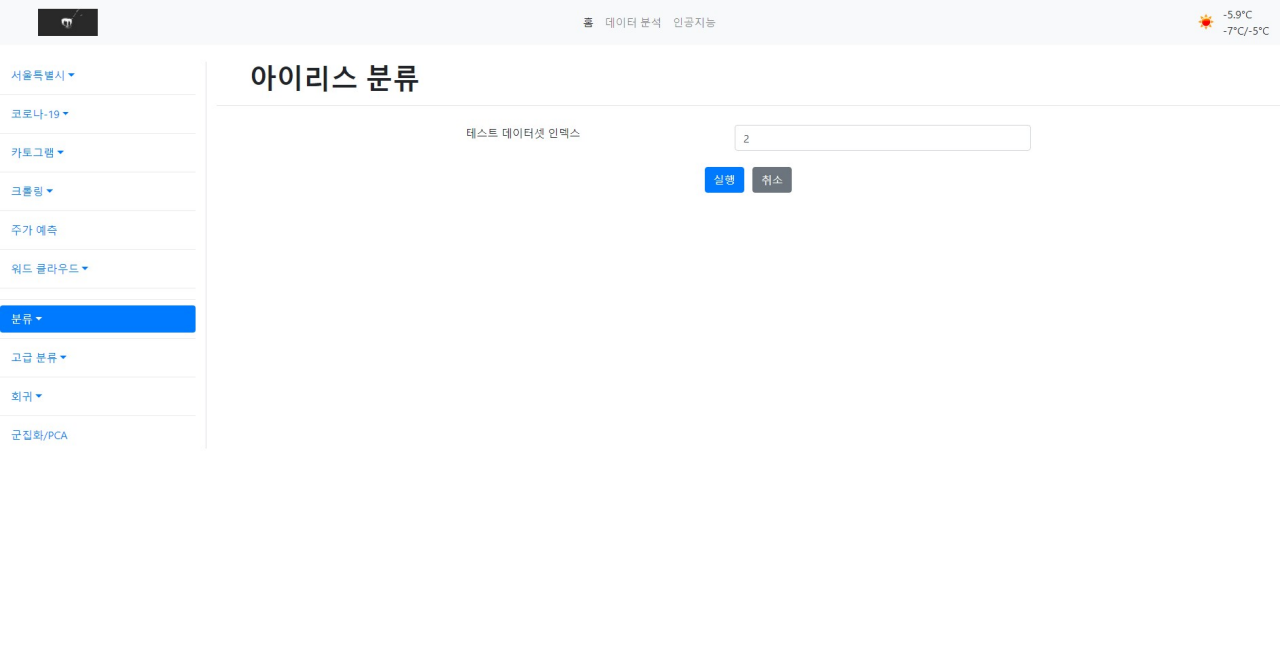 홈 데이터 분석 인공지능
-5.9°C
-7°C/-5°C
서울특별시
코로나-19
카토그램
크롤링
주가 예측
워드 클라우드
분류
고급 분류
회귀
군집화/PCA
아이리스 분류
테스트 데이터셋 인덱스
2
실행 취소